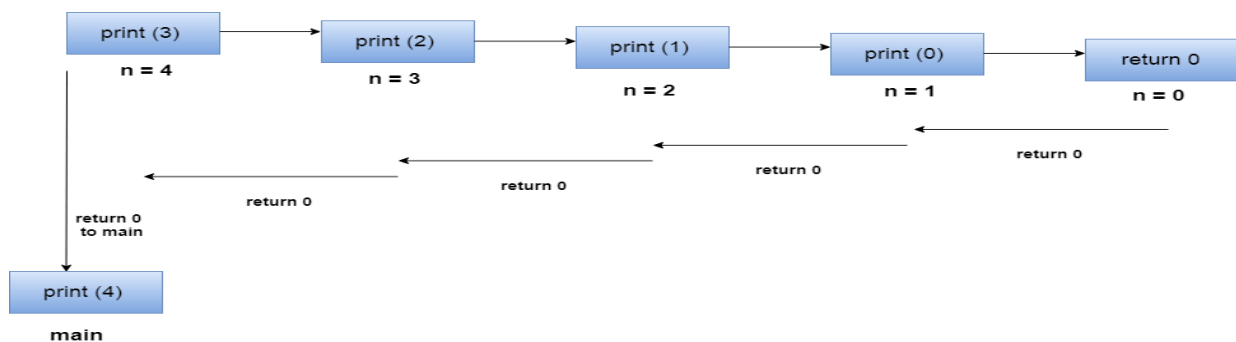 print (3)
print (2)
print (1)
print (0)
return 0
n = 4
n = 3
n = 2
n = 1
n = 0
return 0
return 0
return 0
return 0
return 0
to main
print (4)
main